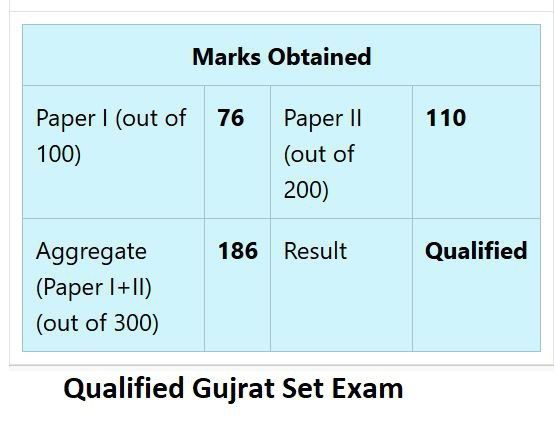 Marks Obtained
Paper I (out of
100)
76
Paper II
(out of
200)
110
Aggregate
(Paper I+II)
(out of 300)
186
Result
Qualified
Qualified Gujrat Set Exam